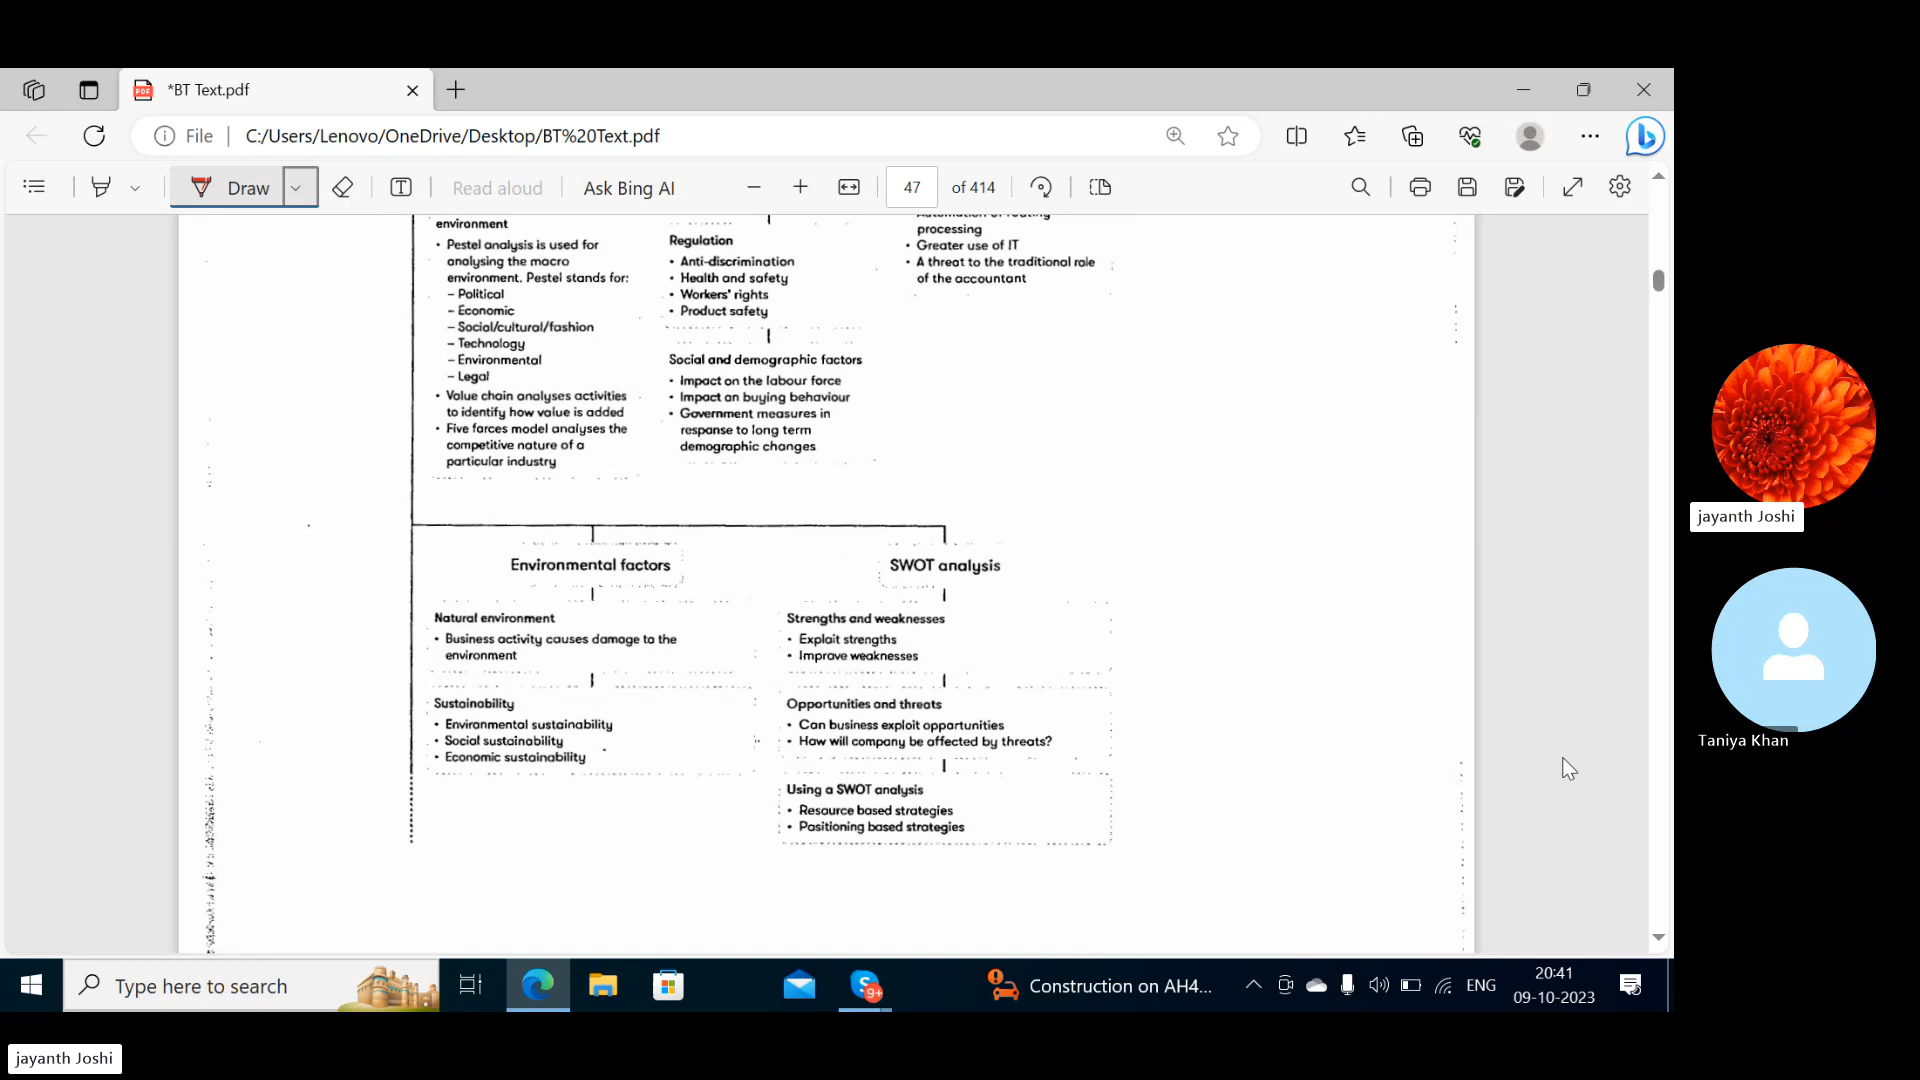 *BT Text.pdf
File
C:/Users/Lenovo/OneDrive/Desktop/BT%20Text.pdf
Draw
Read aloud
Ask Bing AI
47
of 414
environment
• Pestel analysis is used for
analysing the macro
environment. Pestel stands for:
– Political
– Economic
– Social/cultural/fashion
– Technology
– Environmental
– Legal
• Value chain analyses activities
to identify how value is added
• Five forces model analyses the
competitive nature of a
particular industry
Regulation
• Anti-discrimination
• Health and safety
• Workers' rights
• Product safety
Social and demographic factors
• Impact on the labour force
• Impact on buying behaviour
• Government measures in
response to long term
demographic changes
processing
• Greater use of IT
• A threat to the traditional role
of the accountant
Environmental factors
Natural environment
• Business activity causes damage to the
environment
Sustainability
• Environmental sustainability
• Social sustainability
• Economic sustainability
SWOT analysis
Strengths and weaknesses
• Exploit strengths
• Improve weaknesses
Opportunities and threats
• Can business exploit opportunities
• How will company be affected by threats?
Using a SWOT analysis
• Resource based strategies
• Positioning based strategies
jayanth Joshi
Taniya Khan
Type here to search
9+
Construction on AH4...
ENG
20:41
09-10-2023
jayanth Joshi